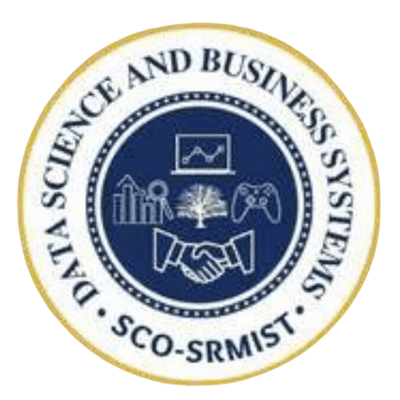 DATA SCIENCE AND BUSINESS SYSTEMS
SCO-SRMIST